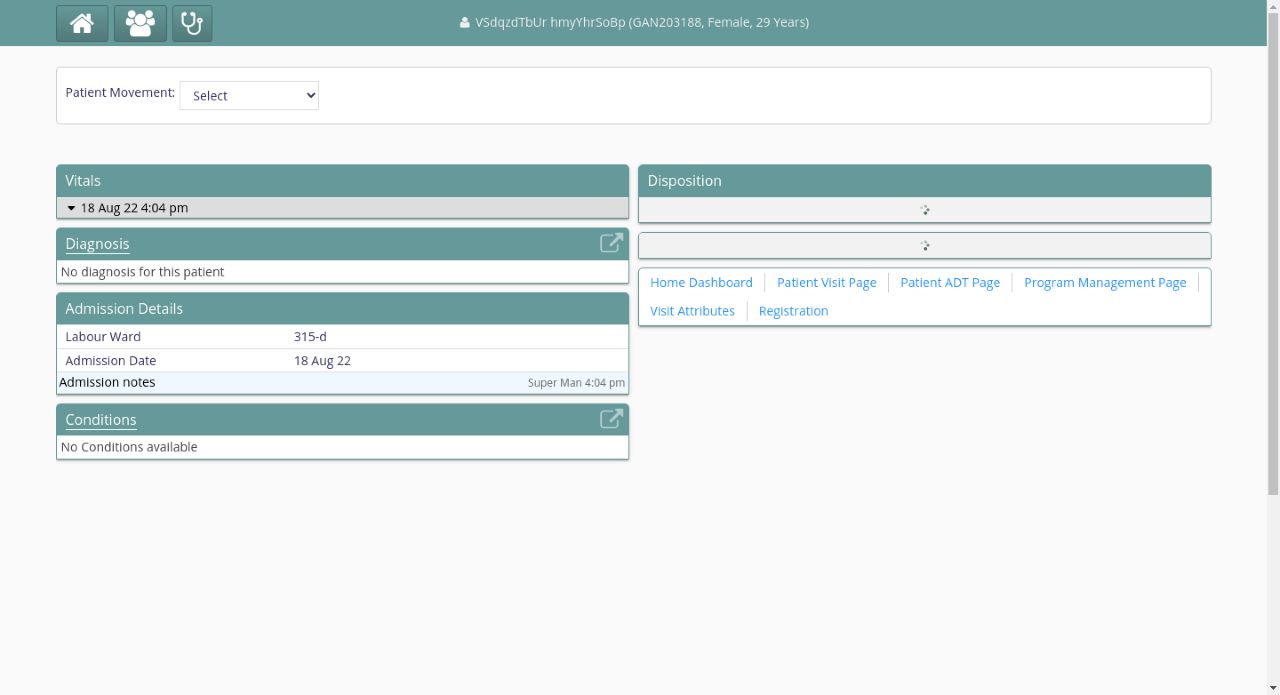 VSdqzdTbUr hmyYhrSoBp (GAN203188, Female, 29 Years)
Patient Movement: Select
Vitals
18 Aug 22 4:04 pm
Diagnosis
No diagnosis for this patient
Admission Details
Labour Ward 315-d
Admission Date 18 Aug 22
Admission notes Super Man 4:04 pm
Conditions
No Conditions available
Disposition
Home Dashboard Patient Visit Page Patient ADT Page Program Management Page
Visit Attributes Registration